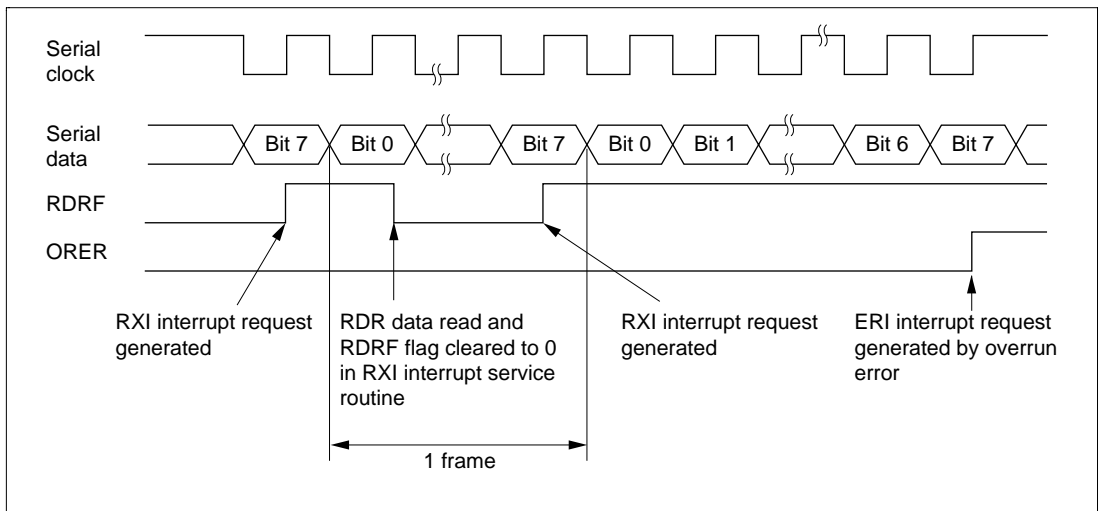 Serial
clock
Serial
data
Bit 7
Bit 0
Bit 7
Bit 0
Bit 1
Bit 6
Bit 7
RDRF
ORER
RXI interrupt request
generated
RDR data read and
RDRF flag cleared to 0
in RXI interrupt service
routine
RXI interrupt request
generated
ERI interrupt request
generated by overrun
error
1 frame